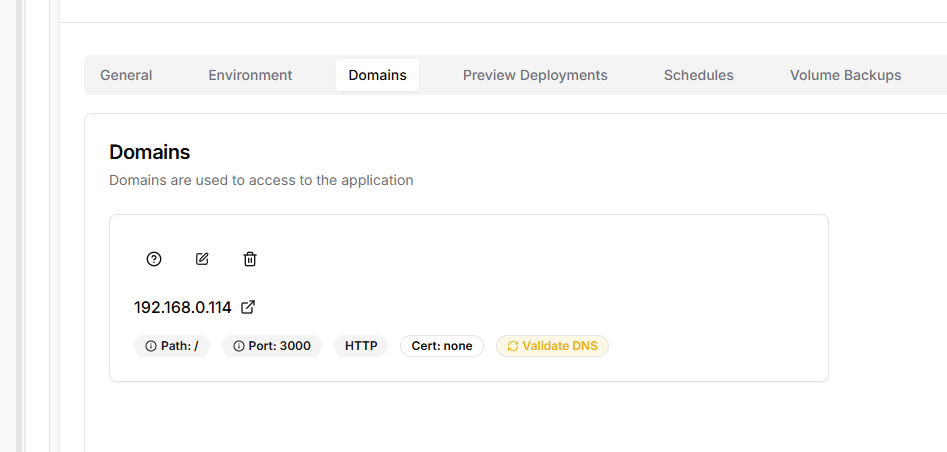 General Environment Domains Preview Deployments Schedules Volume Backups
Domains
Domains are used to access to the application
192.168.0.114
Path: / Port: 3000 HTTP Cert: none Validate DNS